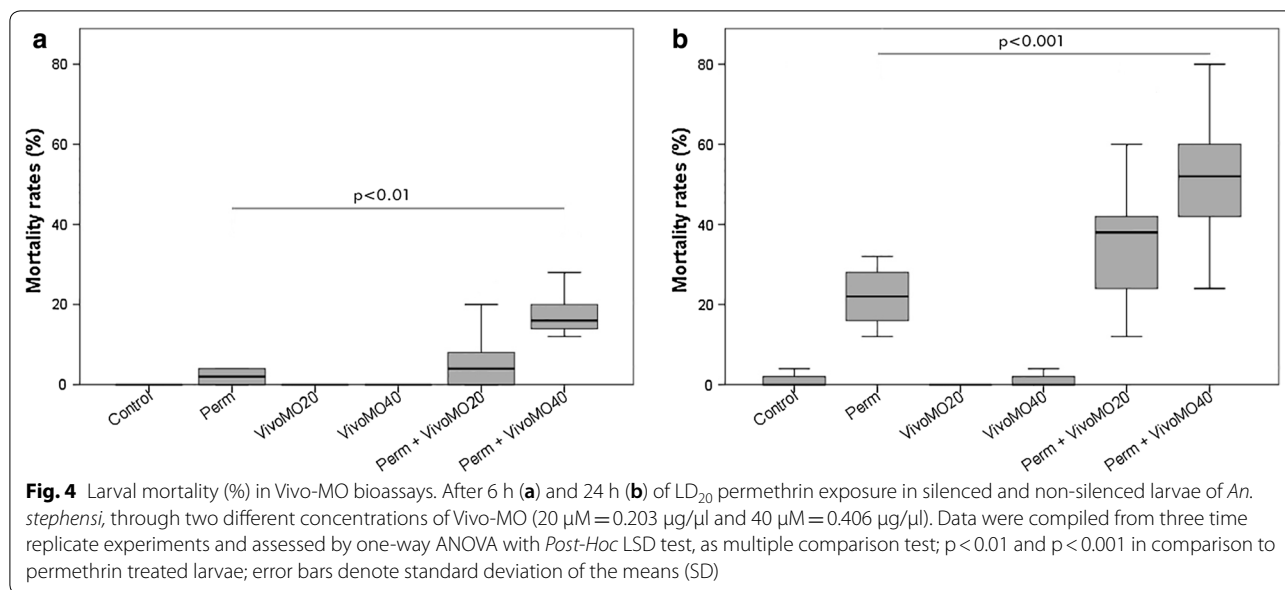 a
80
60
40
20
0
Mortality rates (%)
p<0.01
Control
Perm
VivoMO20
VivoMO40
Perm + VivoMO20
Perm + VivoMO40
b
80
60
40
20
0
Mortality rates (%)
p<0.001
Control
Perm
VivoMO20
VivoMO40
Perm + VivoMO20
Perm + VivoMO40
Fig. 4 Larval mortality (%) in Vivo-MO bioassays. After 6 h (a) and 24 h (b) of LD20 permethrin exposure in silenced and non-silenced larvae of An.
stephensi, through two different concentrations of Vivo-MO (20 μM = 0.203 μg/μl and 40 μM = 0.406 μg/μl). Data were compiled from three time
replicate experiments and assessed by one-way ANOVA with Post-Hoc LSD test, as multiple comparison test; p < 0.01 and p < 0.001 in comparison to
permethrin treated larvae; error bars denote standard deviation of the means (SD)